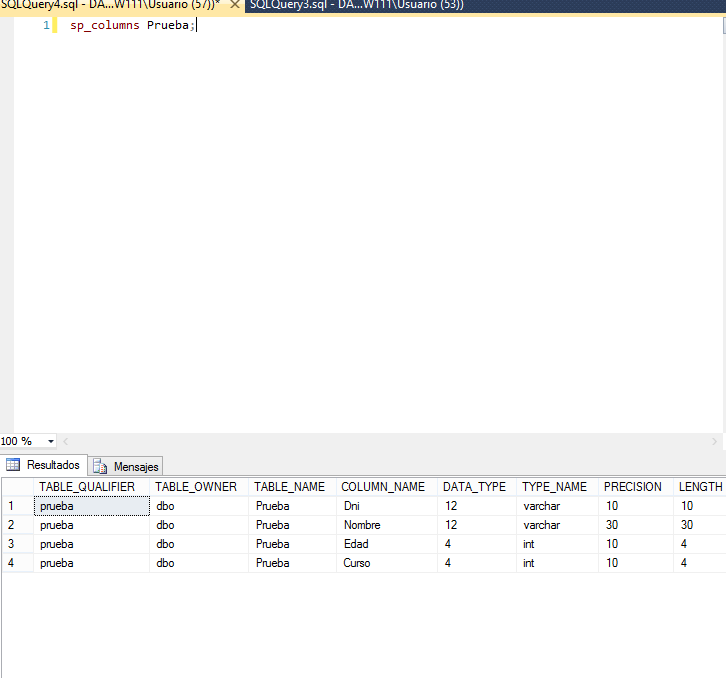 SQLQuery4.sql - DA...W111\Usuario (57))* SQLQuery3.sql - DA...W111\Usuario (53))
1 sp_columns Prueba;
100 %
Resultados Mensajes
TABLE_QUALIFIER TABLE_OWNER TABLE_NAME COLUMN_NAME DATA_TYPE TYPE_NAME PRECISION LENGTH
1 prueba dbo Prueba Dni 12 varchar 10 10
2 prueba dbo Prueba Nombre 12 varchar 30 30
3 prueba dbo Prueba Edad 4 int 10 4
4 prueba dbo Prueba Curso 4 int 10 4